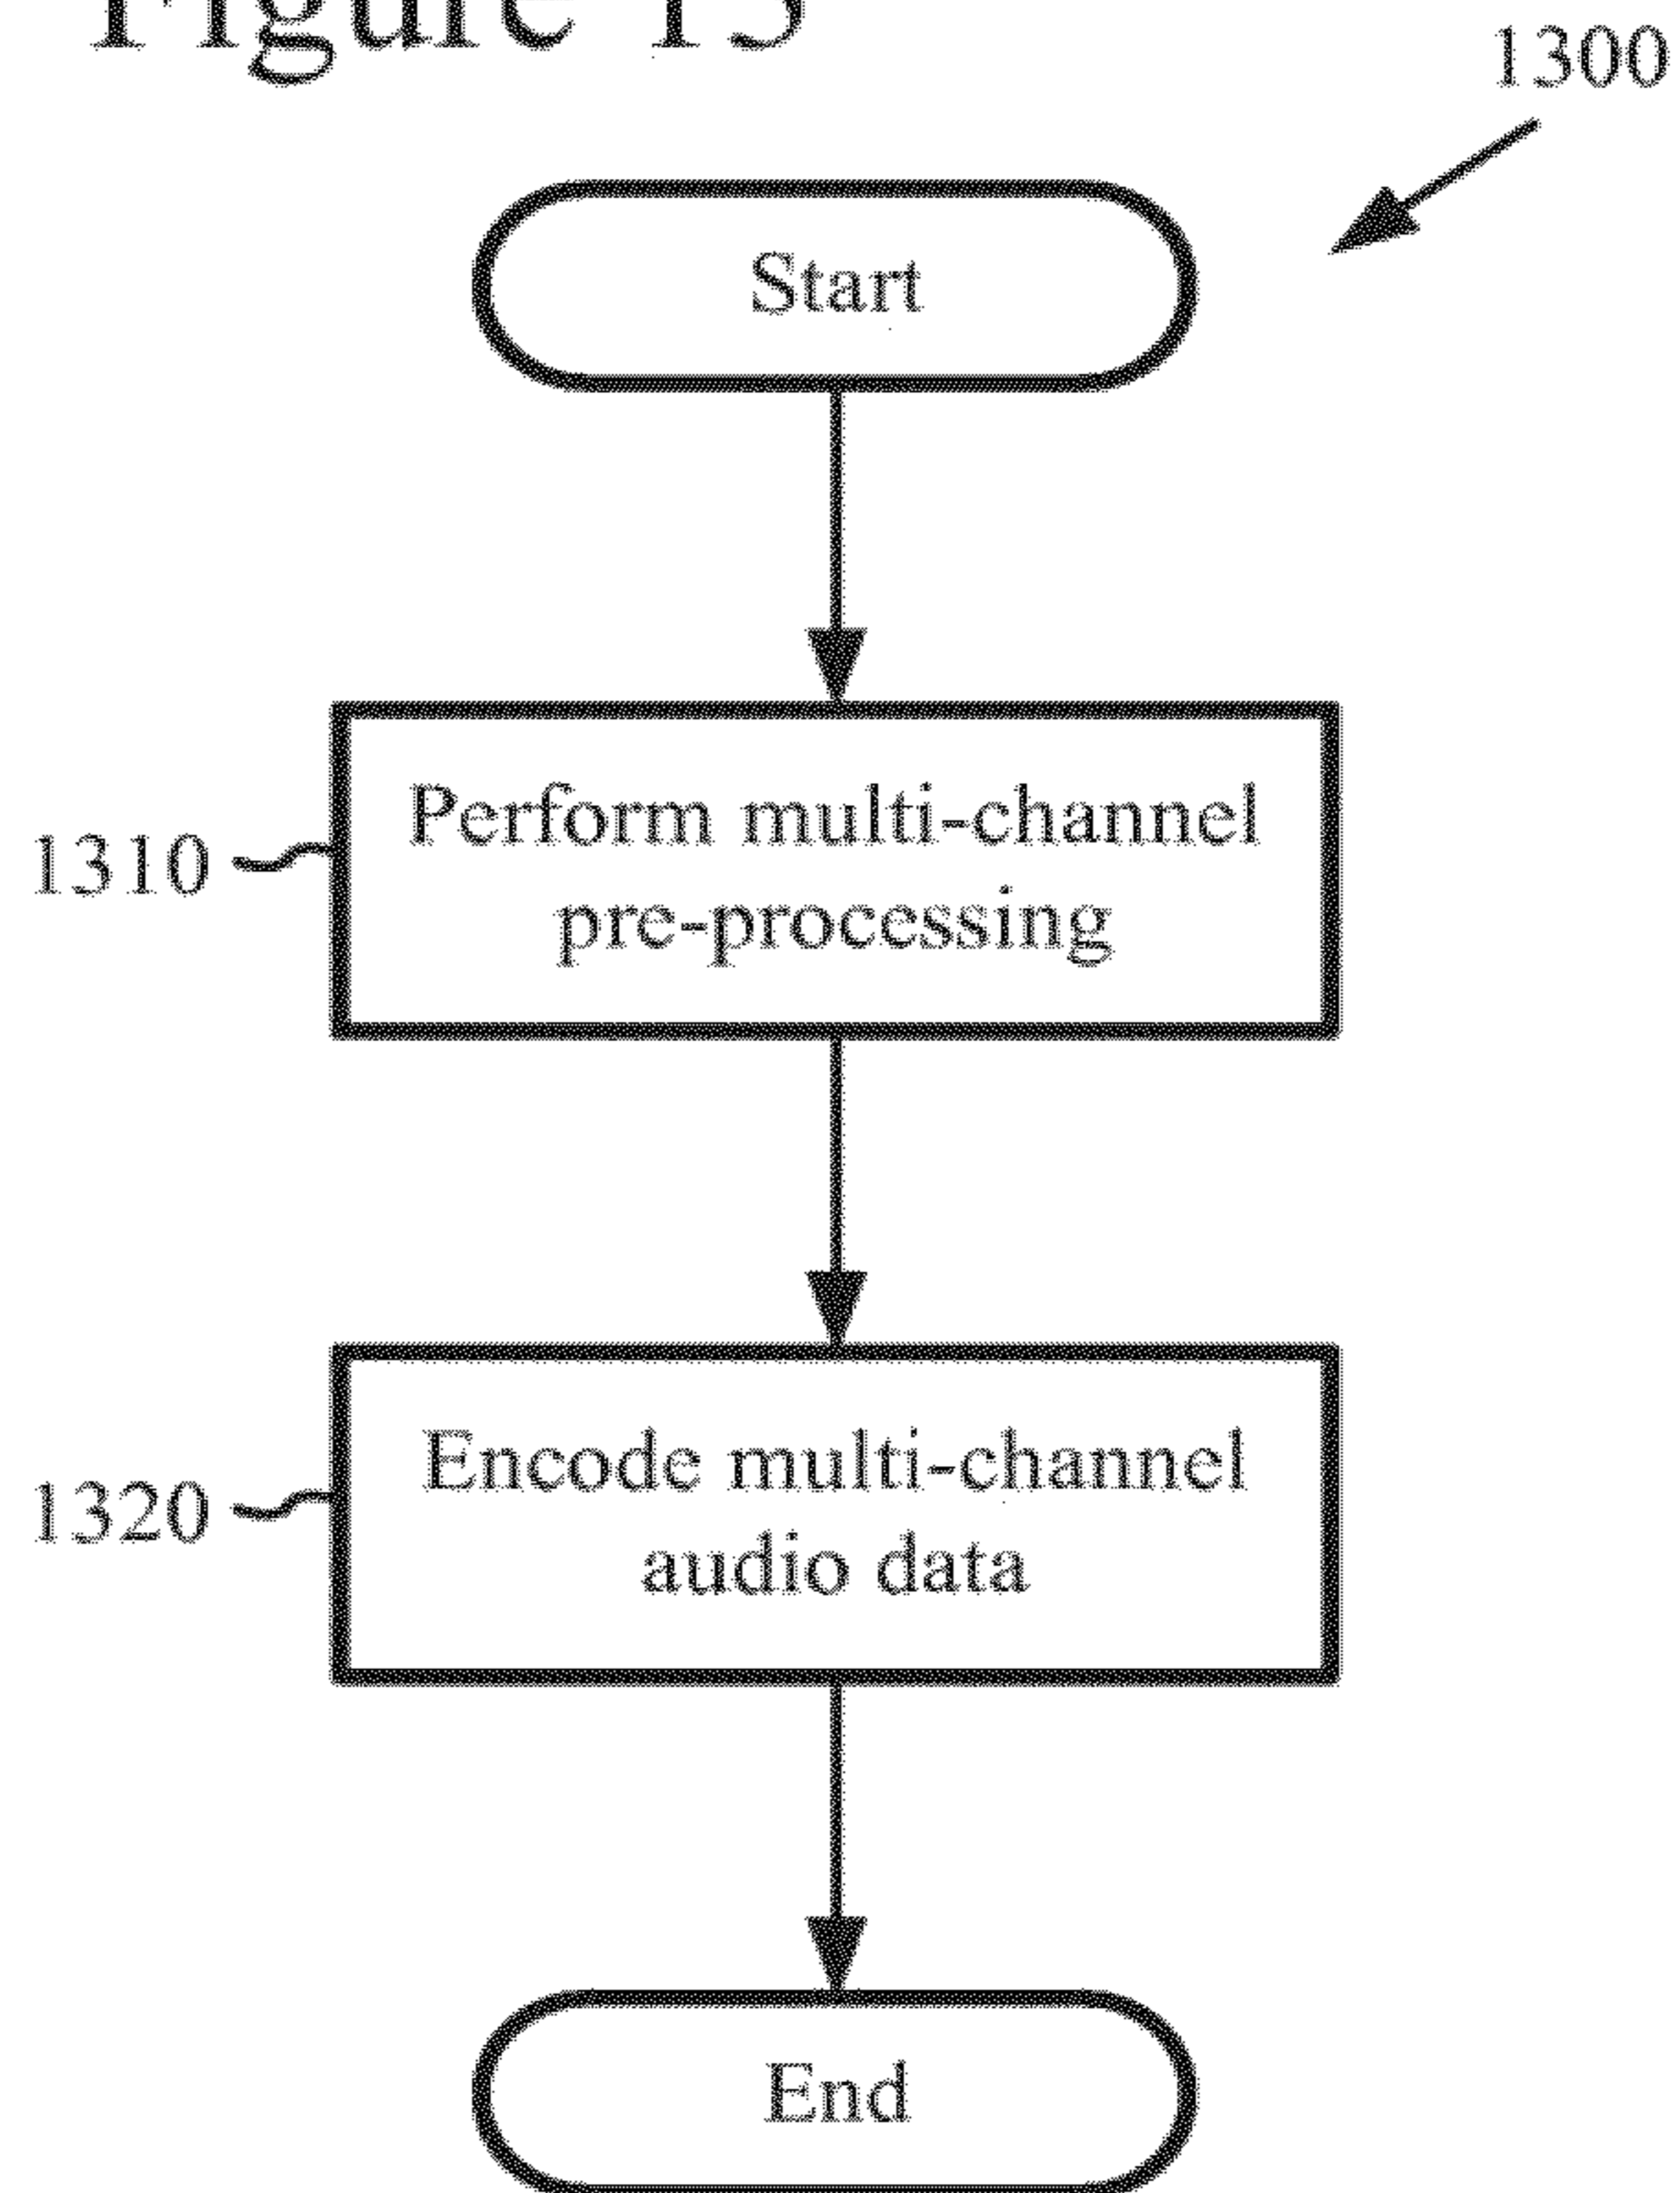 Figure 13
1300
Start
1310
Perform multi-channel
pre-processing
1320
Encode multi-channel
audio data
End